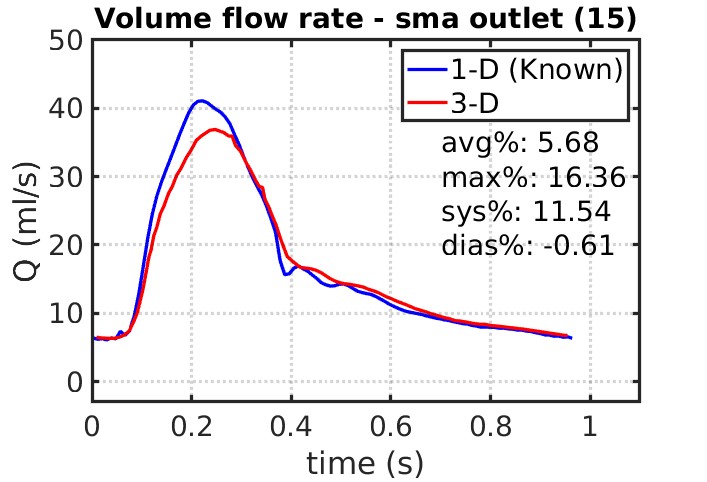 Volume flow rate - sma outlet (15)
50
40
30
20
10
0
Q (ml/s)
1-D (Known)
3-D
avg%: 5.68
max%: 16.36
sys%: 11.54
dias%: -0.61
0 0.2 0.4 0.6 0.8 1
time (s)